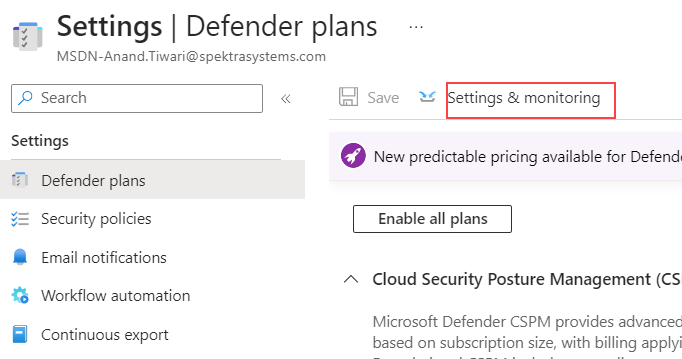 Settings | Defender plans ...
MSDN-Anand.Tiwari@spektrasystems.com
Search
«
Save
Settings & monitoring
Settings
Defender plans
Security policies
Email notifications
Workflow automation
Continuous export
New predictable pricing available for Defende
Enable all plans
Cloud Security Posture Management (CS
Microsoft Defender CSPM provides advanced
based on subscription size, with billing applyi